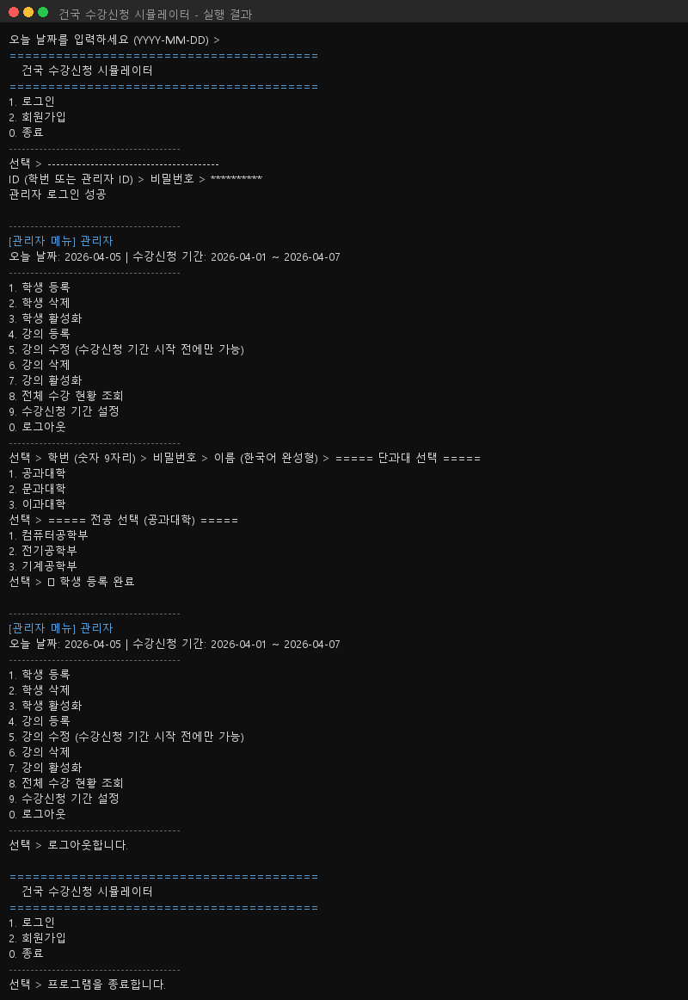 건국 수강신청 시뮬레이터 - 실행 결과
오늘 날짜를 입력하세요 (YYYY-MM-DD) >
========================================
건국 수강신청 시뮬레이터
========================================
1. 로그인
2. 회원가입
0. 종료
----------------------------------------
선택 > ----------------------------------------
ID (학번 또는 관리자 ID) > 비밀번호 > **********
관리자 로그인 성공
----------------------------------------
[관리자 메뉴] 관리자
오늘 날짜: 2026-04-05 | 수강신청 기간: 2026-04-01 ~ 2026-04-07
----------------------------------------
1. 학생 등록
2. 학생 삭제
3. 학생 활성화
4. 강의 등록
5. 강의 수정 (수강신청 기간 시작 전에만 가능)
6. 강의 삭제
7. 강의 활성화
8. 전체 수강 현황 조회
9. 수강신청 기간 설정
0. 로그아웃
----------------------------------------
선택 > 학번 (숫자 9자리) > 비밀번호 > 이름 (한국어 완성형) > ===== 단과대 선택 =====
1. 공과대학
2. 문과대학
3. 이과대학
선택 > ===== 전공 선택 (공과대학) =====
1. 컴퓨터공학부
2. 전기공학부
3. 기계공학부
선택 > ▯ 학생 등록 완료
----------------------------------------
[관리자 메뉴] 관리자
오늘 날짜: 2026-04-05 | 수강신청 기간: 2026-04-01 ~ 2026-04-07
----------------------------------------
1. 학생 등록
2. 학생 삭제
3. 학생 활성화
4. 강의 등록
5. 강의 수정 (수강신청 기간 시작 전에만 가능)
6. 강의 삭제
7. 강의 활성화
8. 전체 수강 현황 조회
9. 수강신청 기간 설정
0. 로그아웃
----------------------------------------
선택 > 로그아웃합니다.
========================================
건국 수강신청 시뮬레이터
========================================
1. 로그인
2. 회원가입
0. 종료
----------------------------------------
선택 > 프로그램을 종료합니다.